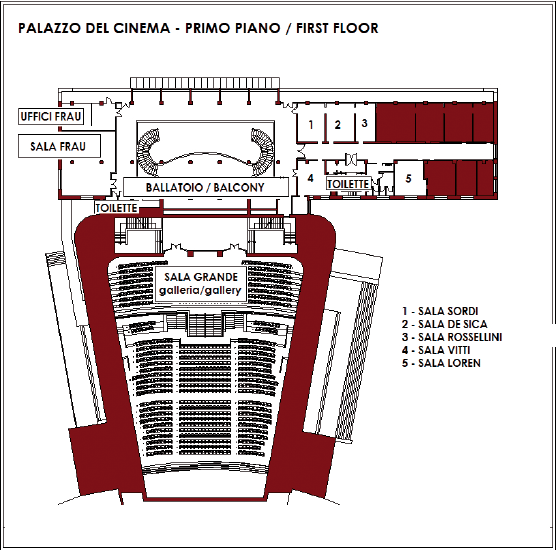 PALAZZO DEL CINEMA - PRIMO PIANO / FIRST FLOOR
UFFICI FRAU
SALA FRAU
1
2
3
4
5
TOILETTE
BALLATOIO / BALCONY
TOILETTE
SALA GRANDE
galleria/gallery
1 - SALA SORDI
2 - SALA DE SICA
3 - SALA ROSSELLINI
4 - SALA VITTI
5 - SALA LOREN